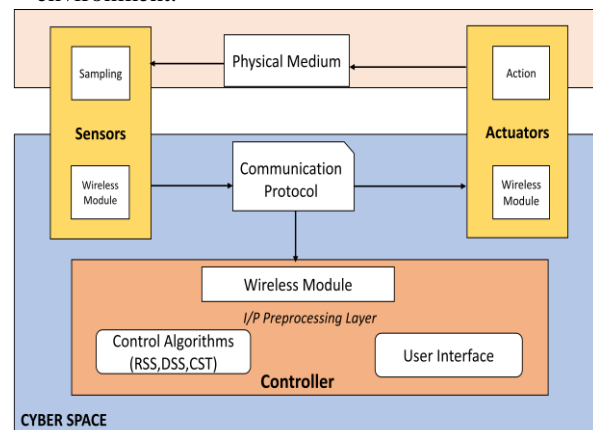 environment.
Physical Medium
Sampling
Action
Sensors
Actuators
Communication
Protocol
Wireless
Module
Wireless
Module
Wireless Module
I/P Preprocessing Layer
Control Algorithms
(RSS,DSS,CST)
User Interface
Controller
CYBER SPACE